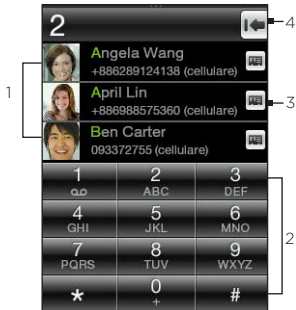 2
4
Angela Wang
+886289124138 (cellulare)
1
April Lin
+886988575360 (cellulare)
3
Ben Carter
093372755 (cellulare)
1 2 3
ABC DEF
4 5 6
GHI JKL MNO
2
7 8 9
PQRS TUV WXYZ
* 0 #
+